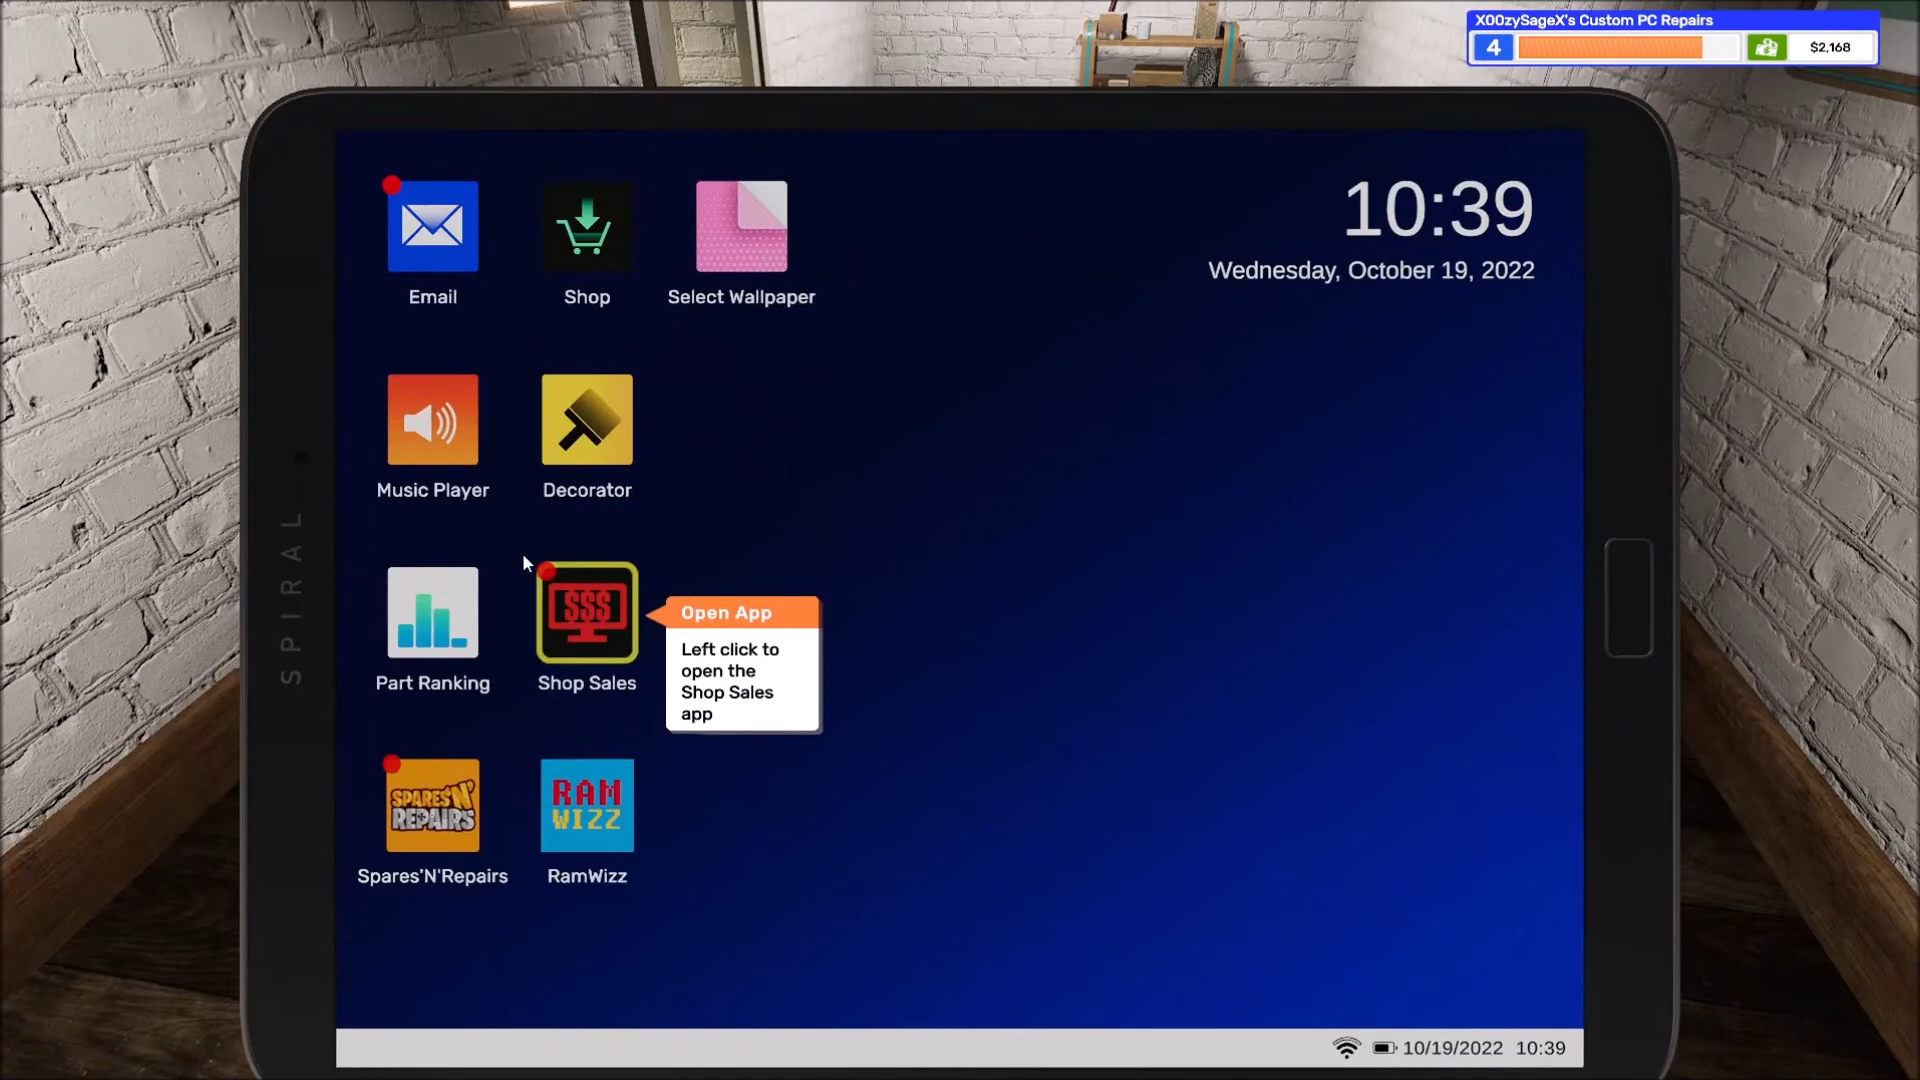 X00zySageX's Custom PC Repairs
4
$2,168
10:39
Wednesday, October 19, 2022
Email
Shop
Select Wallpaper
Music Player
Decorator
$$$
Part Ranking
Shop Sales
Open App
Left click to
open the
Shop Sales
app
SPARES'N'
REPAIRS
RAM
WIZZ
Spares'N'Repairs
RamWizz
SPIRAL
10/19/2022 10:39